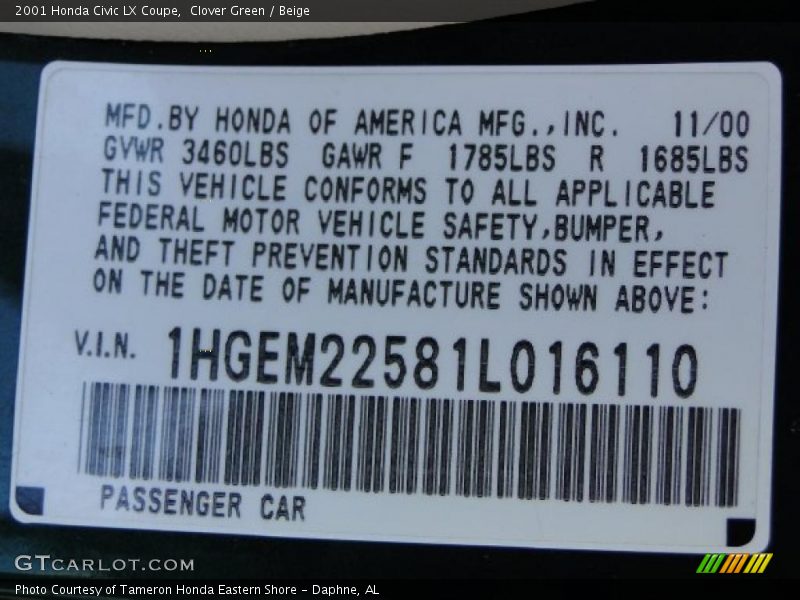 2001 Honda Civic LX Coupe,  Clover Green / Beige
MFD.BY HONDA OF AMERICA MFG.,INC.  11/00
GVWR 3460LBS  GAWR F  1785LBS  R  1685LBS
THIS VEHICLE CONFORMS TO ALL APPLICABLE
FEDERAL MOTOR VEHICLE SAFETY,BUMPER,
AND THEFT PREVENTION STANDARDS IN EFFECT
ON THE DATE OF MANUFACTURE SHOWN ABOVE:
V.I.N. 1HGEM22581L016110
PASSENGER CAR
GTCARLOT.COM
Photo Courtesy of Tameron Honda Eastern Shore – Daphne, AL